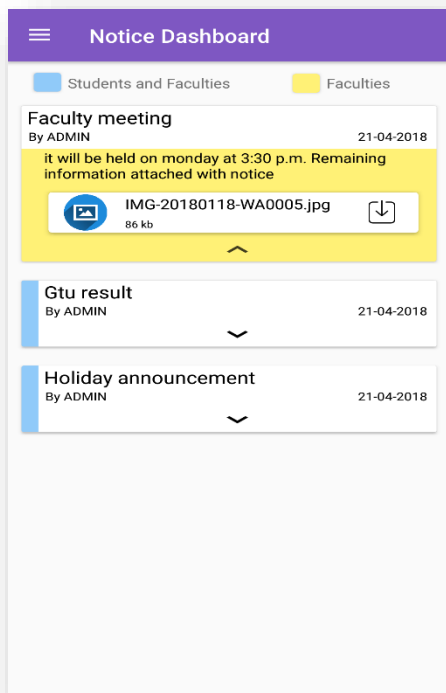 Notice Dashboard
Students and Faculties Faculties
Faculty meeting
By ADMIN 21-04-2018
it will be held on monday at 3:30 p.m. Remaining
information attached with notice
IMG-20180118-WA0005.jpg
86 kb
Gtu result
By ADMIN 21-04-2018
Holiday announcement
By ADMIN 21-04-2018